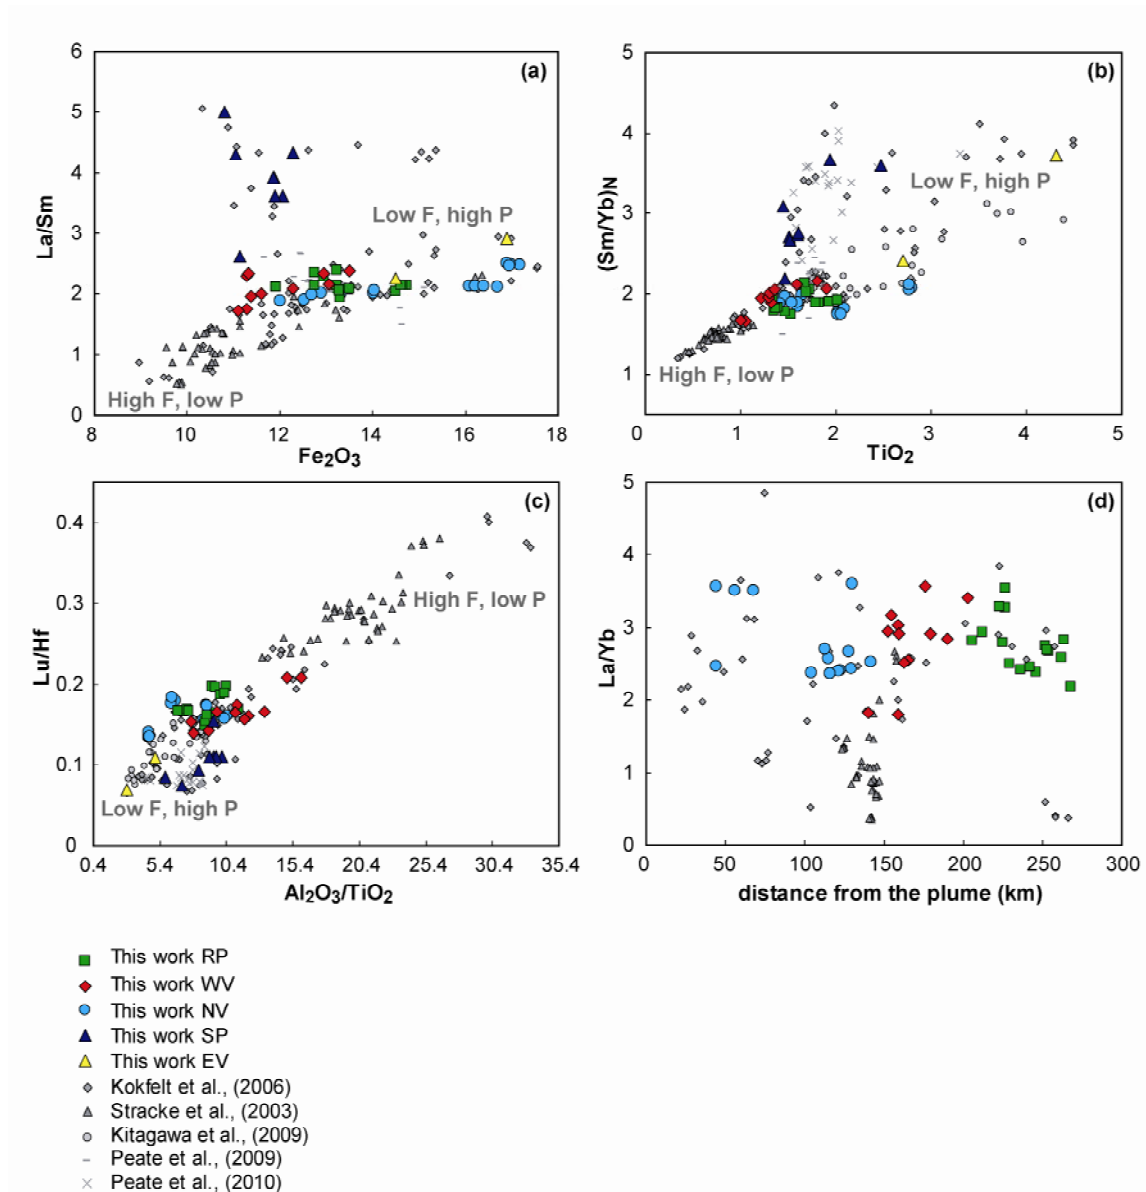 6
5
4
3
2
1
0
La/Sm
(a)
Low F, high P
High F, low P
8
10
12
14
16
18
Fe₂O₃
5
4
3
2
1
(Sm/Yb)N
(b)
Low F, high P
High F, low P
0
1
2
3
4
5
TiO₂
0.4
0.3
0.2
0.1
0
Lu/Hf
(c)
High F, low P
Low F, high P
0.4
5.4
10.4
15.4
20.4
25.4
30.4
35.4
Al₂O₃/TiO₂
5
4
3
2
1
0
La/Yb
(d)
0
50
100
150
200
250
300
distance from the plume (km)
This work RP
This work WV
This work NV
This work SP
This work EV
Kokfelt et al., (2006)
Stracke et al., (2003)
Kitagawa et al., (2009)
Peate et al., (2009)
Peate et al., (2010)